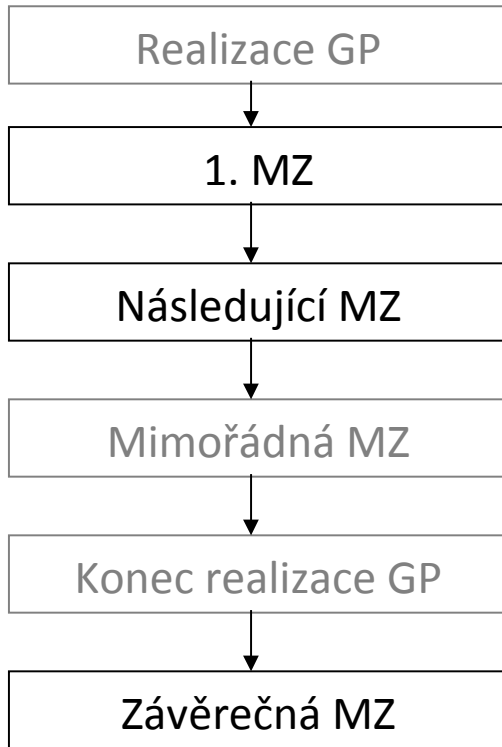 Realizace GP
1. MZ
Následující MZ
Mimořádná MZ
Konec realizace GP
Závěrečná MZ